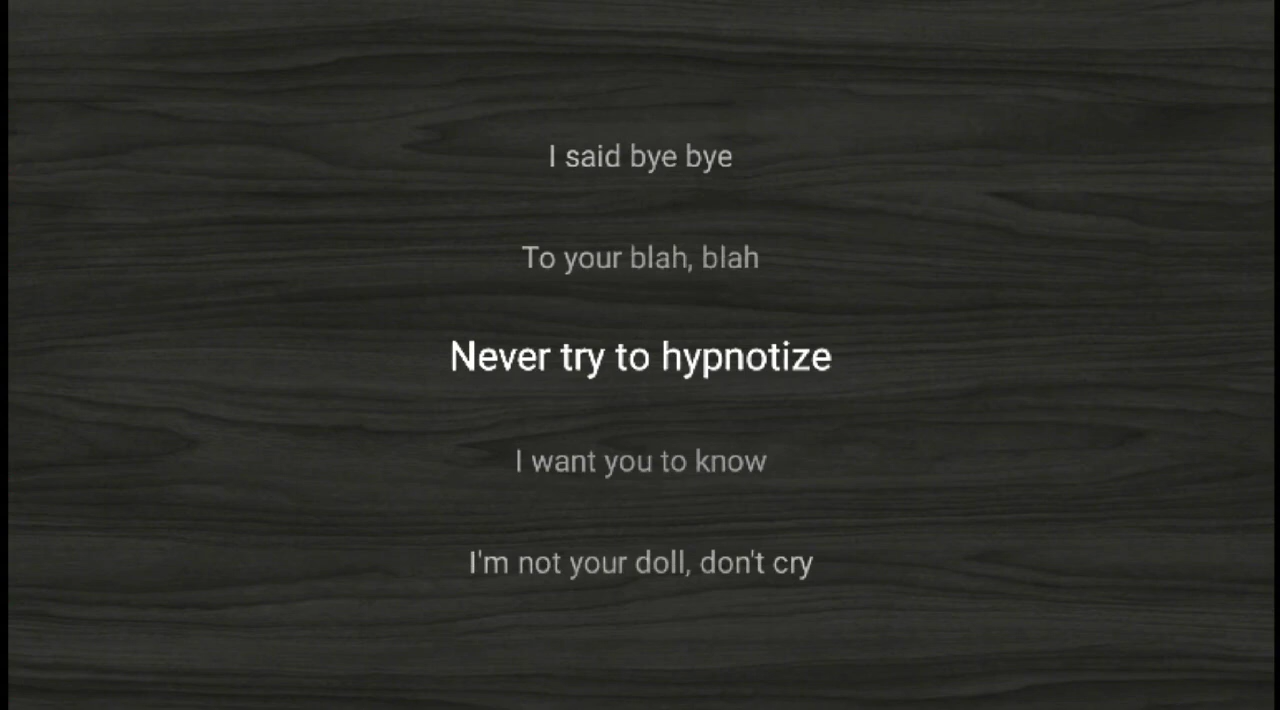 I said bye bye
To your blah, blah
Never try to hypnotize
I want you to know
I'm not your doll, don't cry